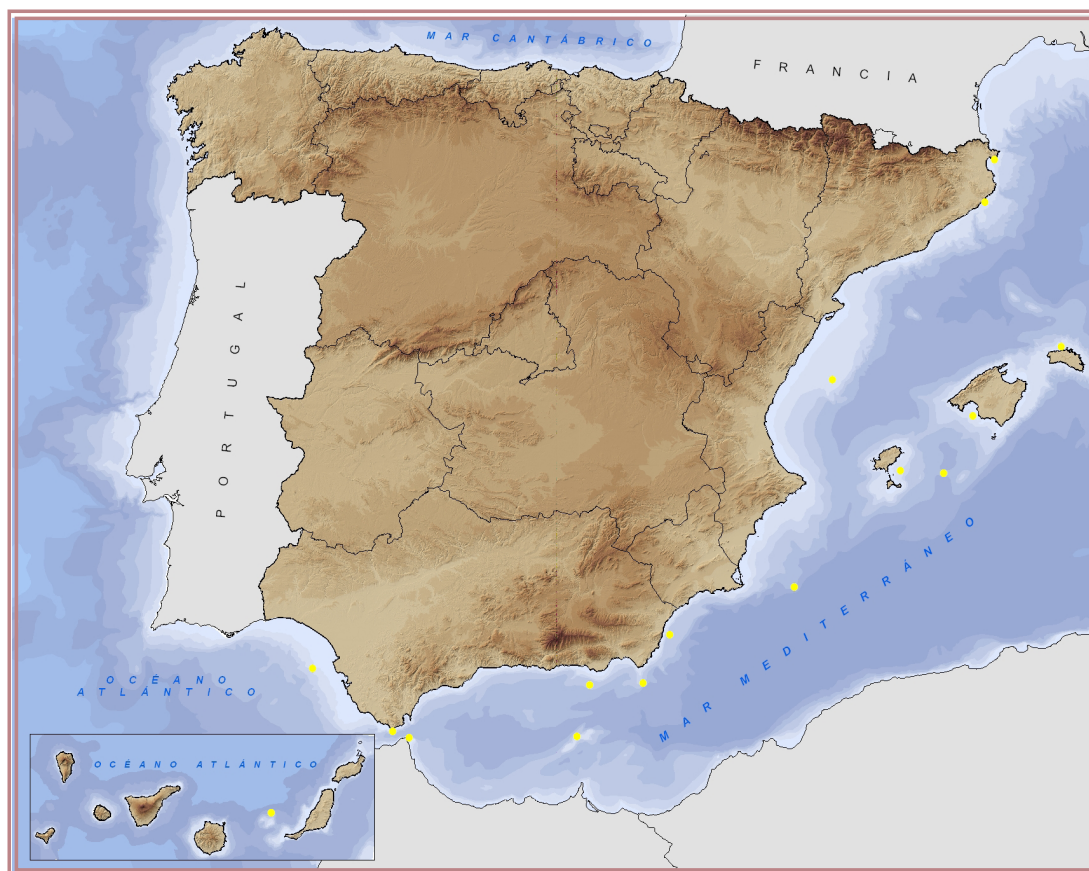 MAR CANTÁBRICO
FRANCIA
PORTUGAL
MAR MEDITERRÁNEO
OCÉANO
ATLÁNTICO
OCÉANO ATLÁNTICO